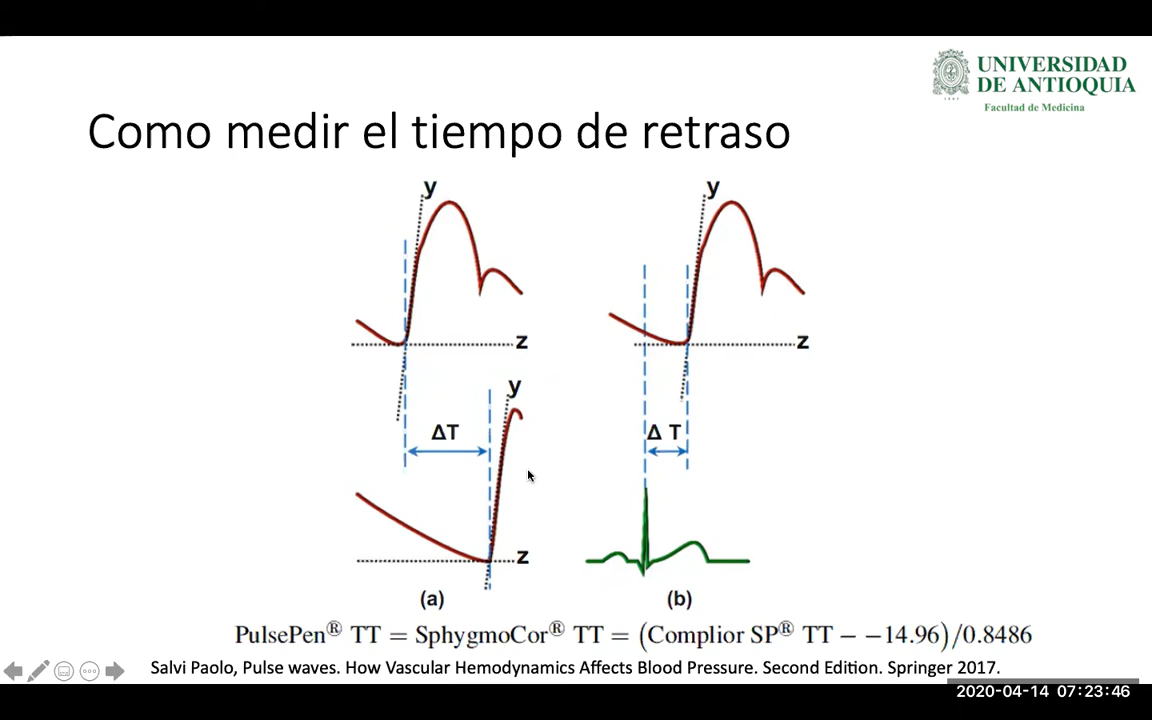 UNIVERSIDAD
DE ANTIOQUIA
1803
Facultad de Medicina
Como medir el tiempo de retraso
y
z
ΔT
y
z
(a)
y
z
Δ T
(b)
PulsePen® TT = SphygmoCor® TT = (Complior SP® TT − −14.96)/0.8486
Salvi Paolo, Pulse waves. How Vascular Hemodynamics Affects Blood Pressure. Second Edition. Springer 2017.
2020-04-14 07:23:46